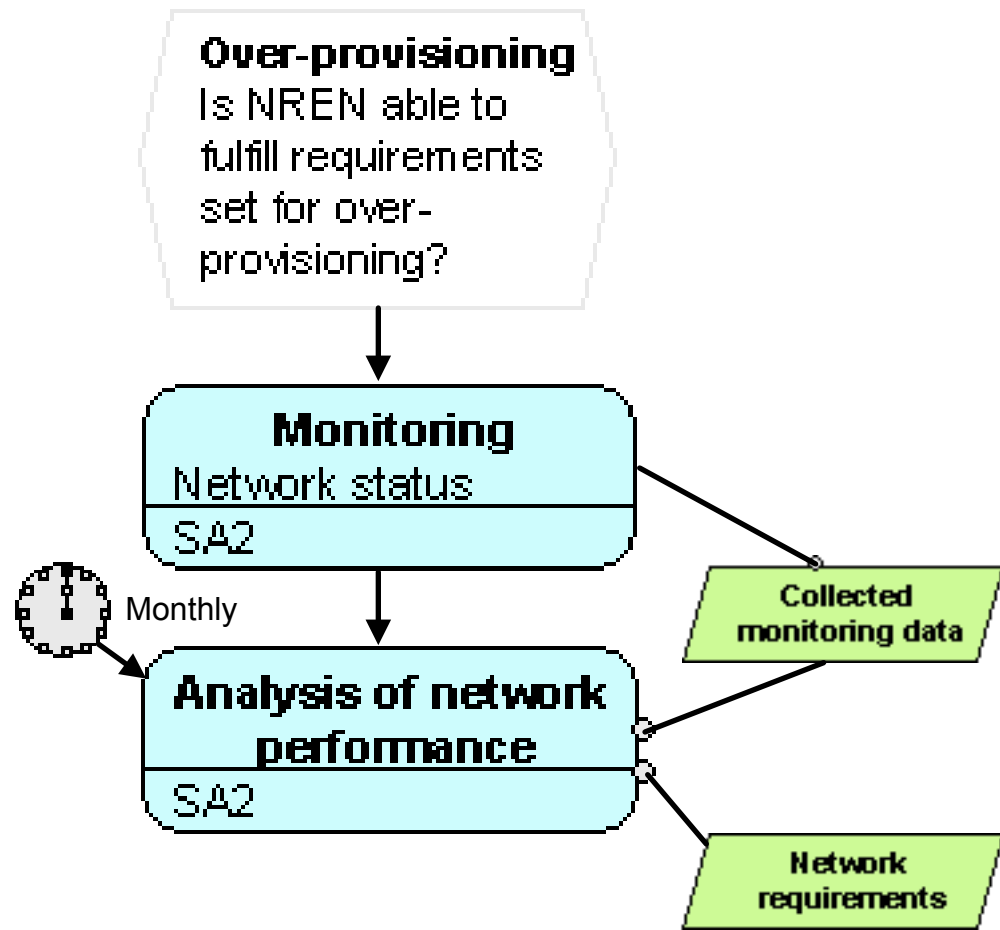 Over-provisioning
Is NREN able to
fulfill requirements
set for over-
provisioning?
Monitoring
Network status
SA2
Monthly
Collected
monitoring data
Analysis of network
performance
SA2
Network
requirements